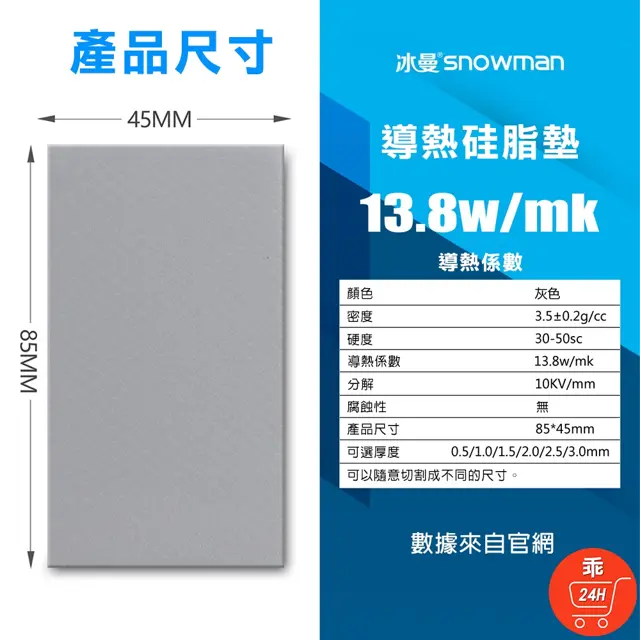 產品尺寸
45MM
85MM
冰曼®snowman
導熱硅脂墊
13.8w/mk
導熱係數
顏色 灰色
密度 3.5±0.2g/cc
硬度 30-50sc
導熱係數 13.8w/mk
分解 10KV/mm
腐蝕性 無
產品尺寸 85*45mm
可選厚度 0.5/1.0/1.5/2.0/2.5/3.0mm
可以隨意切割成不同的尺寸。
數據來自官網
乖
24H